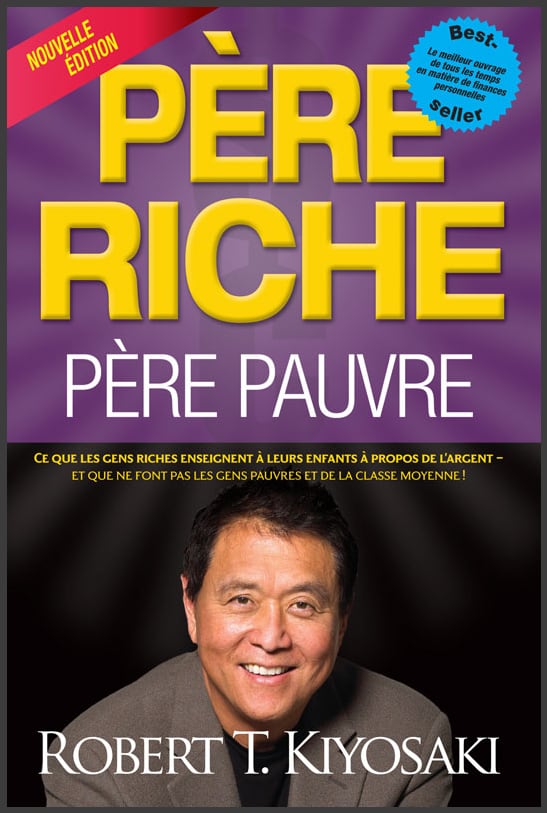 NOUVELLE
ÉDITION
Best-
Le meilleur ouvrage
de tous les temps
en matière de finances
personnelles
seller
PÈRE
RICHE
PÈRE PAUVRE
CE QUE LES GENS RICHES ENSEIGNENT À LEURS ENFANTS À PROPOS DE L'ARGENT –
ET QUE NE FONT PAS LES GENS PAUVRES ET DE LA CLASSE MOYENNE !
ROBERT T. KIYOSAKI